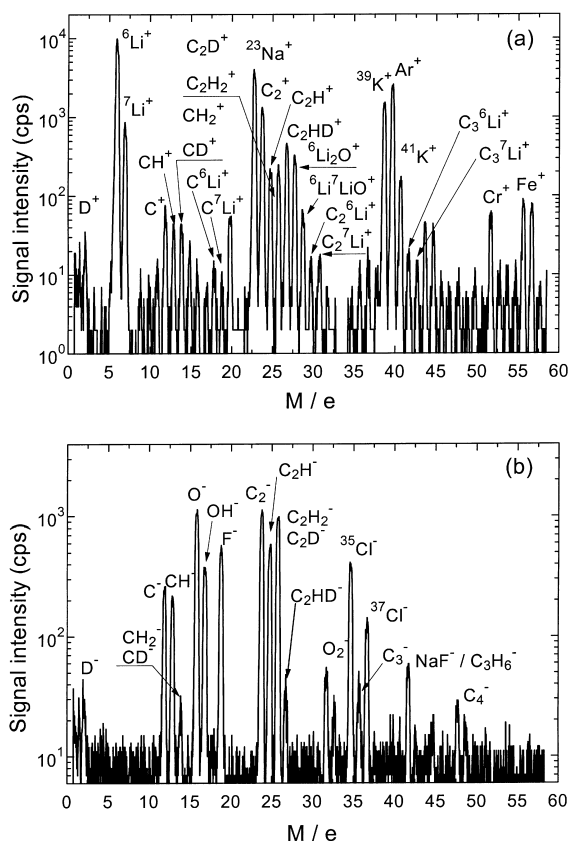 (a)
10⁴
⁶Li⁺
C₂D⁺
²³Na⁺
³⁹K⁺
Ar⁺
C₂H₂⁺
C₂⁺
C₂H⁺
10³
⁷Li⁺
CH₂⁺
C₂HD⁺
C₃⁶Li⁺
CH⁺
CD⁺
⁶Li₂O⁺
⁴¹K⁺
C₃⁷Li⁺
C⁶Li⁺
⁶Li⁷LiO⁺
10²
D⁺
C⁺
C⁷Li⁺
C₂⁶Li⁺
Cr⁺
Fe⁺
C₂⁷Li⁺
10¹
10⁰
Signal intensity (cps)
0 5 10 15 20 25 30 35 40 45 50 55 60
M / e
(b)
C₂H⁻
O⁻
C₂⁻
10³
OH⁻
C₂H₂⁻
F⁻
C₂D⁻
³⁵Cl⁻
C⁻
CH⁻
C₂HD⁻
³⁷Cl⁻
CH₂⁻
10²
CD⁻
O₂⁻
C₃⁻
NaF⁻ / C₃H₆⁻
D⁻
C₄⁻
10¹
Signal intensity (cps)
0 5 10 15 20 25 30 35 40 45 50 55 60
M / e